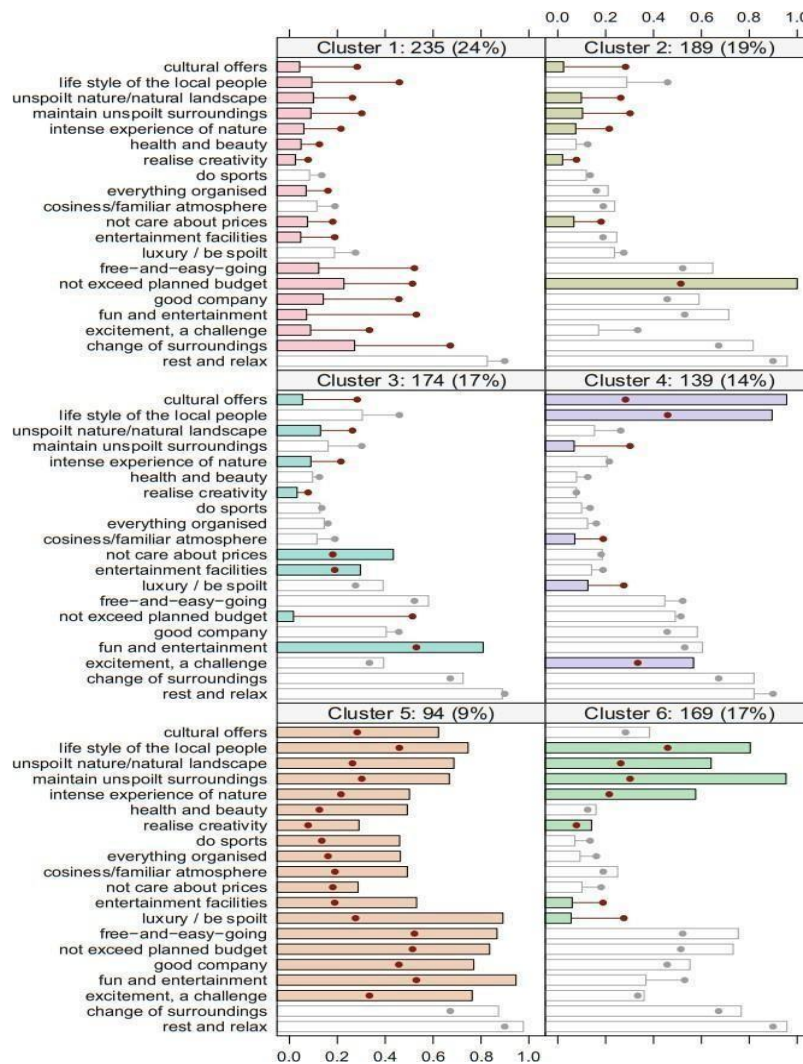 0.0 0.2 0.4 0.6 0.8 1.0
Cluster 1: 235 (24%) Cluster 2: 189 (19%)
cultural offers
life style of the local people
unspoilt nature/natural landscape
maintain unspoilt surroundings
intense experience of nature
health and beauty
realise creativity
do sports
everything organised
cosiness/familiar atmosphere
not care about prices
entertainment facilities
luxury / be spoilt
free−and−easy−going
not exceed planned budget
good company
fun and entertainment
excitement, a challenge
change of surroundings
rest and relax
Cluster 3: 174 (17%) Cluster 4: 139 (14%)
cultural offers
life style of the local people
unspoilt nature/natural landscape
maintain unspoilt surroundings
intense experience of nature
health and beauty
realise creativity
do sports
everything organised
cosiness/familiar atmosphere
not care about prices
entertainment facilities
luxury / be spoilt
free−and−easy−going
not exceed planned budget
good company
fun and entertainment
excitement, a challenge
change of surroundings
rest and relax
Cluster 5: 94 (9%) Cluster 6: 169 (17%)
cultural offers
life style of the local people
unspoilt nature/natural landscape
maintain unspoilt surroundings
intense experience of nature
health and beauty
realise creativity
do sports
everything organised
cosiness/familiar atmosphere
not care about prices
entertainment facilities
luxury / be spoilt
free−and−easy−going
not exceed planned budget
good company
fun and entertainment
excitement, a challenge
change of surroundings
rest and relax
0.0 0.2 0.4 0.6 0.8 1.0